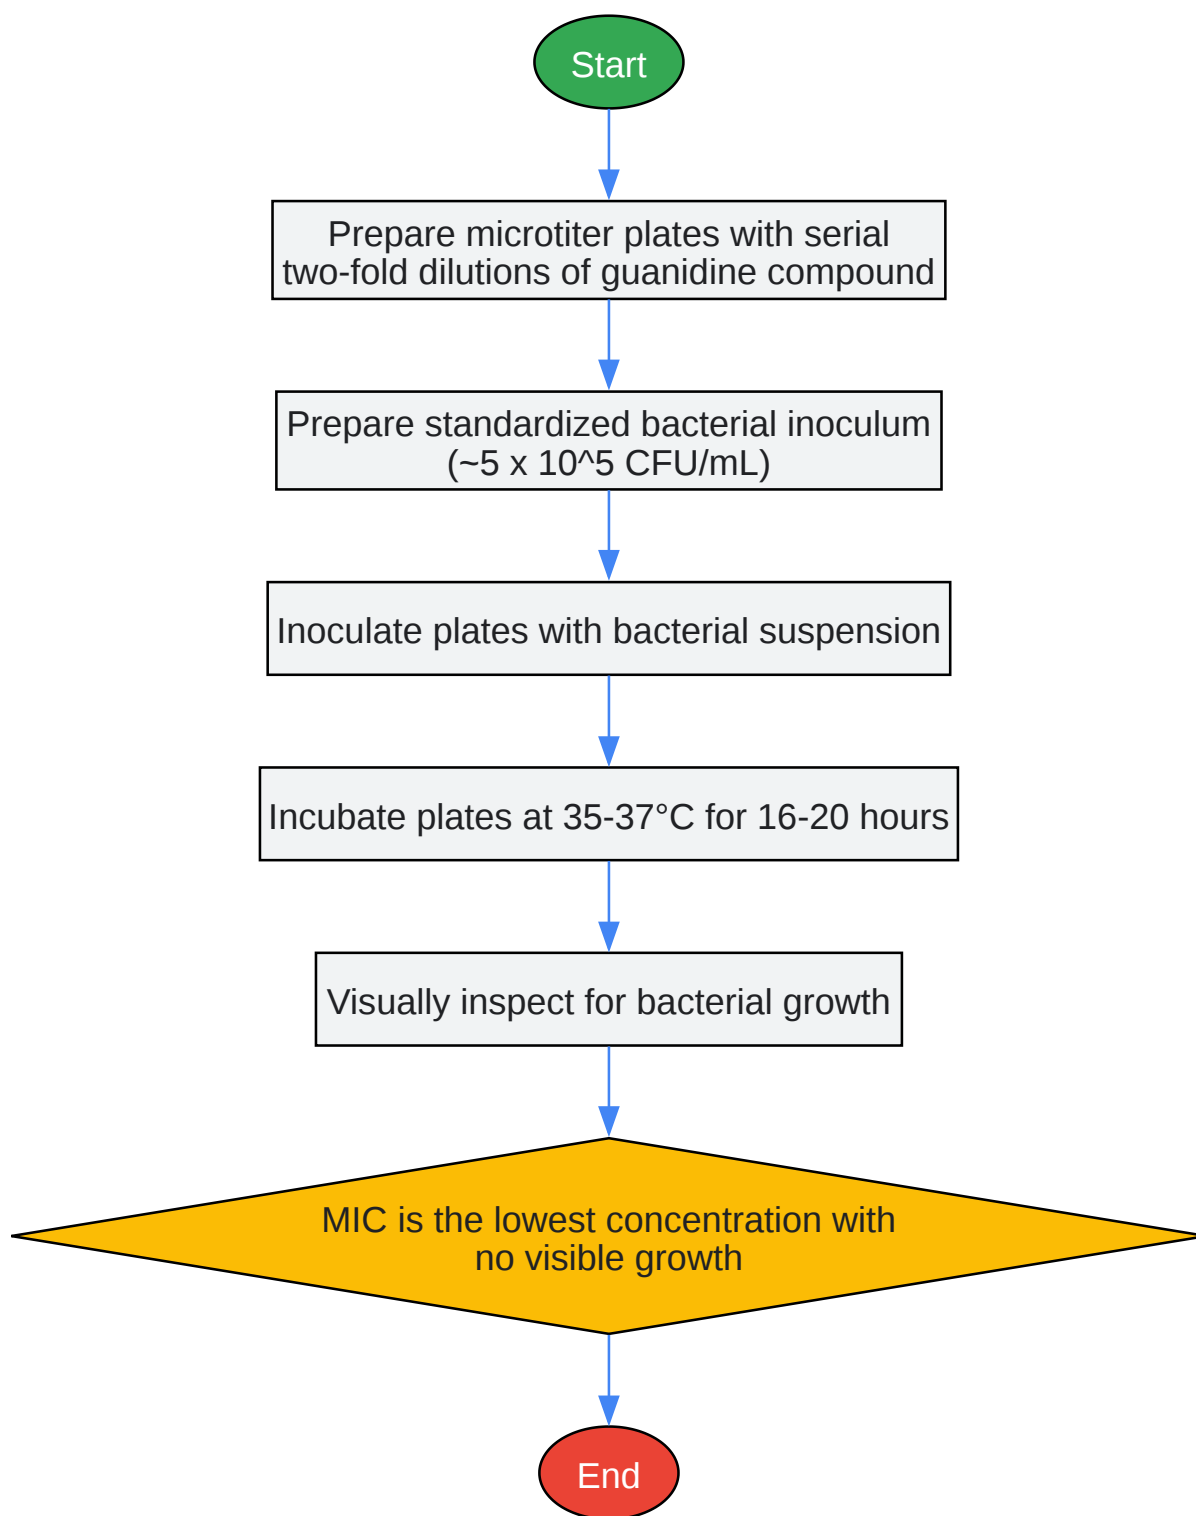 Start
Prepare microtiter plates with serial
two-fold dilutions of guanidine compound
Prepare standardized bacterial inoculum
(~5 x 10^5 CFU/mL)
Inoculate plates with bacterial suspension
Incubate plates at 35-37°C for 16-20 hours
Visually inspect for bacterial growth
MIC is the lowest concentration with
no visible growth
End